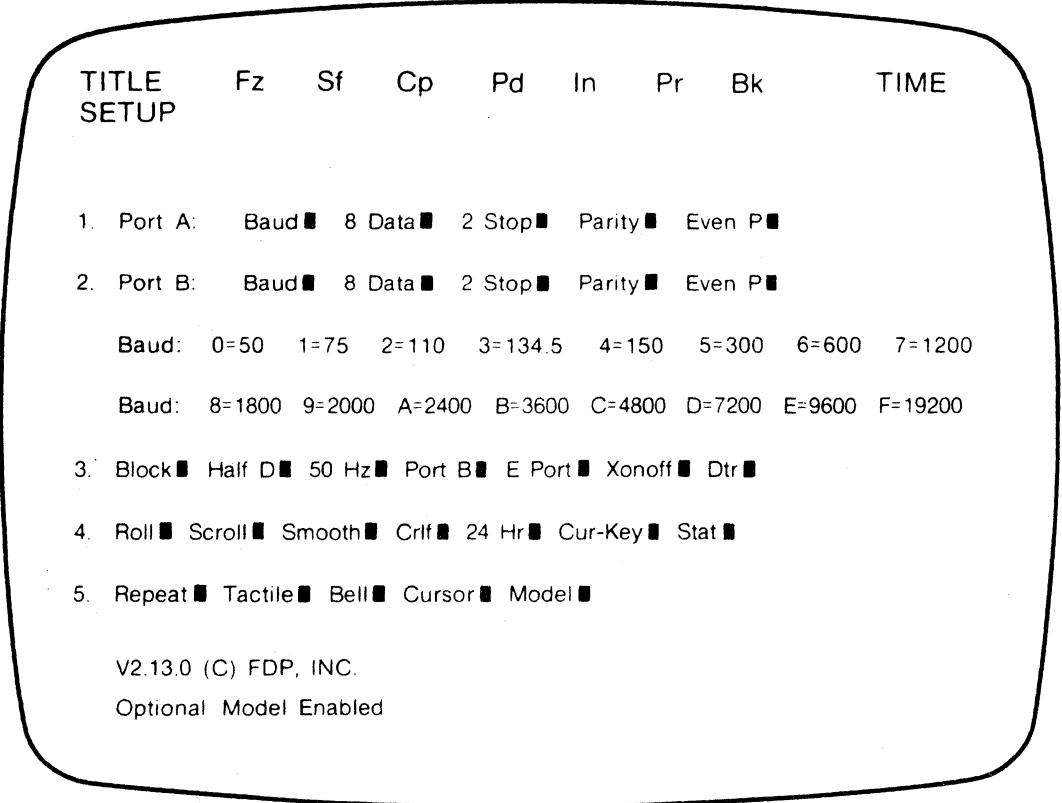 TITLE Fz Sf Cp Pd In Pr Bk TIME
SETUP
1. Port A: Baud■ 8 Data■ 2 Stop■ Parity■ Even P■
2. Port B: Baud■ 8 Data■ 2 Stop■ Parity■ Even P■
Baud: 0=50 1=75 2=110 3=134.5 4=150 5=300 6=600 7=1200
Baud: 8=1800 9=2000 A=2400 B=3600 C=4800 D=7200 E=9600 F=19200
3. Block■ Half D■ 50 Hz■ Port B■ E Port■ Xonoff■ Dtr■
4. Roll■ Scroll■ Smooth■ Crlf■ 24 Hr■ Cur-Key■ Stat■
5. Repeat■ Tactile■ Bell■ Cursor■ Model■
V2.13.0 (C) FDP, INC.
Optional Model Enabled